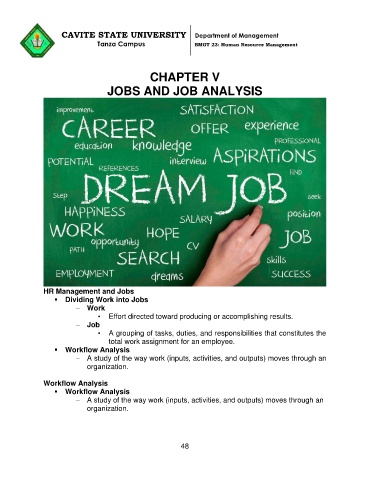 CAVITE STATE UNIVERSITY
Tanza Campus
Department of Management
BMGT 22: Human Resource Management
CHAPTER V
JOBS AND JOB ANALYSIS
improvement
SATiSFACTiON
CAREER
OFFER
experience
education
knowledge
PROFESSiONAL
POTENTiAL
REFERENCES
interview
ASPiRATiONS
FIND
Step
DREAM JOB
seek
HAPPiNESS
SALARY
position
WORK
HOPE
opportunity
JOB
PATH
CV
SEARCH
skills
EMPLOYMENT
dreams
SUCCESS
HR Management and Jobs
▪ Dividing Work into Jobs
– Work
• Effort directed toward producing or accomplishing results.
– Job
• A grouping of tasks, duties, and responsibilities that constitutes the
total work assignment for an employee.
▪ Workflow Analysis
– A study of the way work (inputs, activities, and outputs) moves through an
organization.
Workflow Analysis
▪ Workflow Analysis
– A study of the way work (inputs, activities, and outputs) moves through an
organization.
48